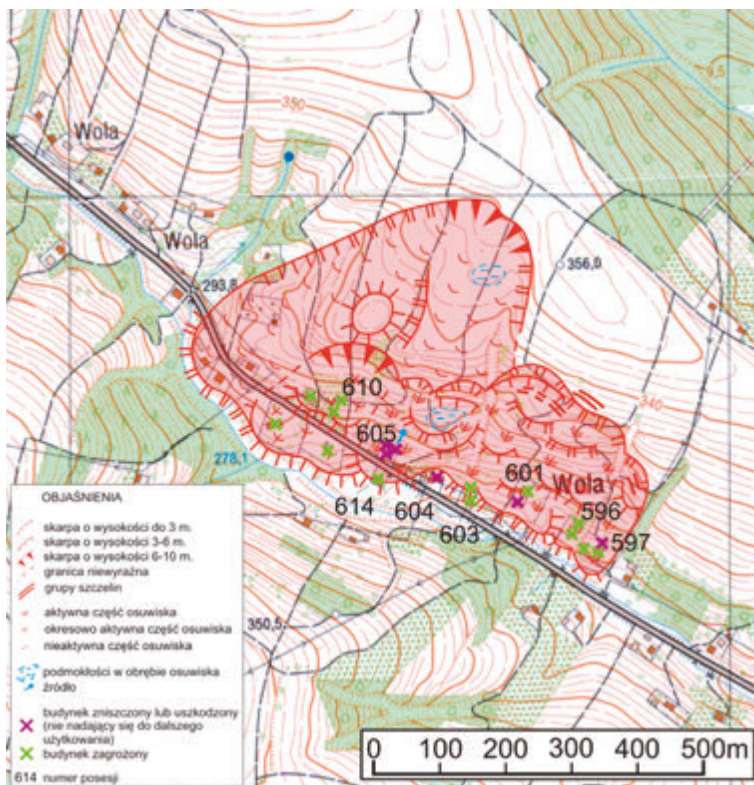 350
9,5
Wola
Wola
293,8
356,0
610
340
605
278,1
601
Wola
596
614
604
603
597
350,5
OBJAŚNIENIA
skarpa o wysokości do 3 m.
skarpa o wysokości 3-6 m.
skarpa o wysokości 6-10 m.
granica niewyraźna
grupy szczelin
aktywna część osuwiska
okresowo aktywna część osuwiska
nieaktywna część osuwiska
podmokłości w obrębie osuwiska
źródło
budynek zniszczony lub uszkodzony
(nie nadający się do dalszego
użytkowania)
budynek zagrożony
614 numer posesji
0 100 200 300 400 500m